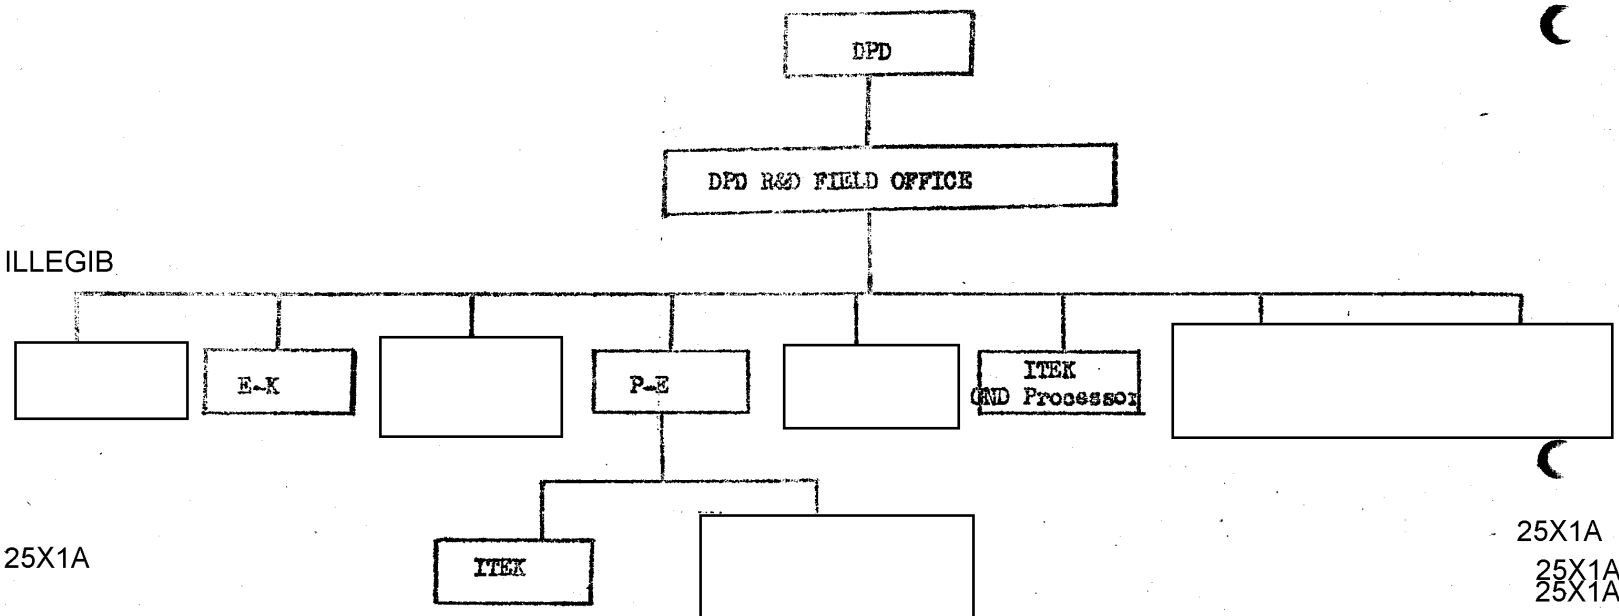 DPD
DPD R&D FIELD OFFICE
ILLEGIB
E-K
P-E
ITEK
GND Processor
ITEK
25X1A
25X1A
25X1A
25X1A